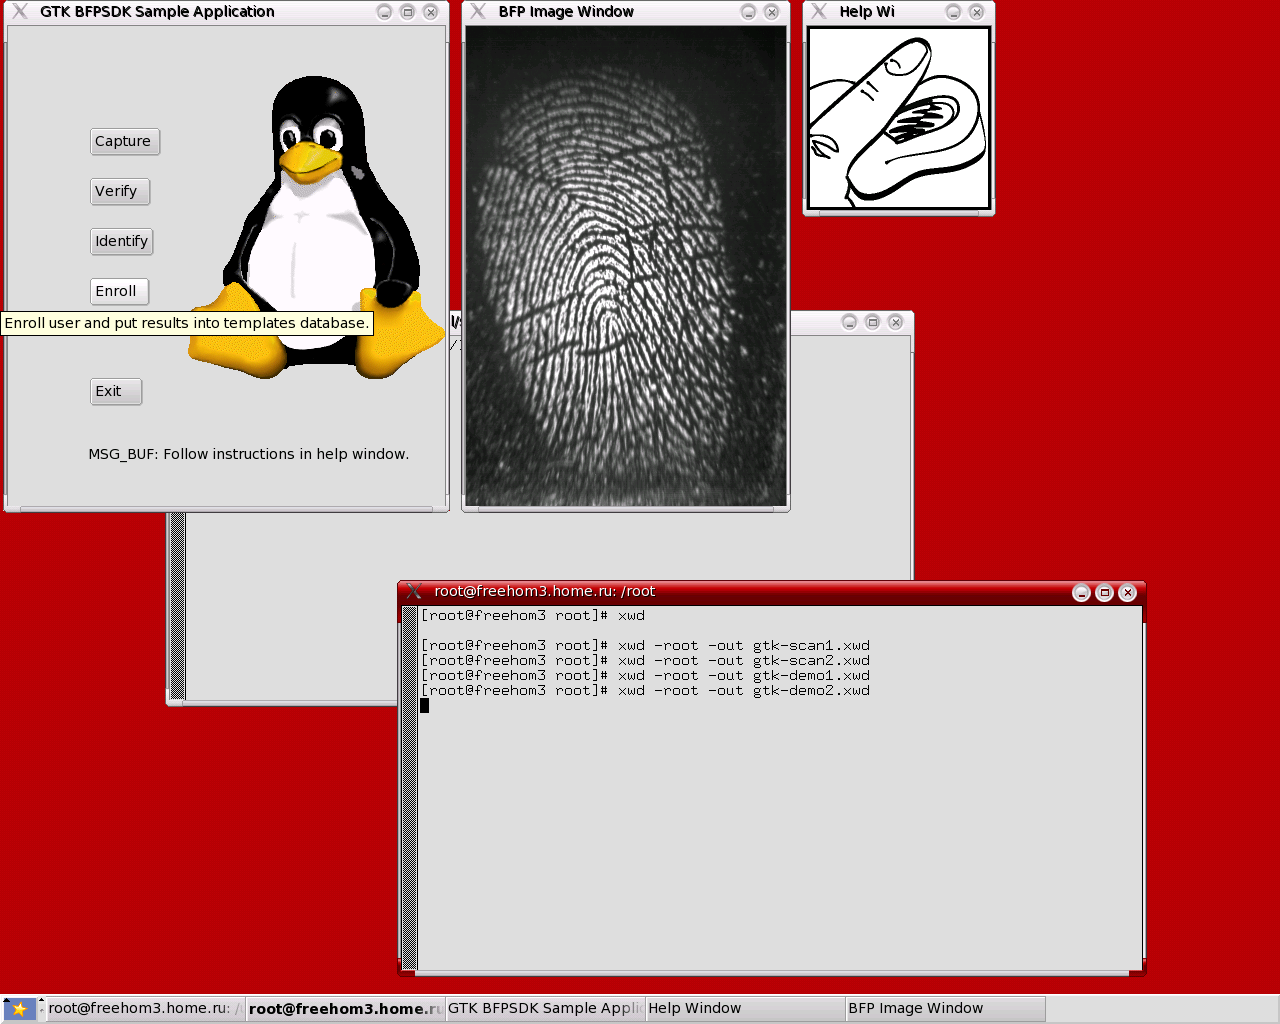 GTK BFPSDK Sample Application
BFP Image Window
Help Wi
Capture
Verify
Identify
Enroll
Enroll user and put results into templates database.
Exit
MSG_BUF: Follow instructions in help window.
root@freehom3.home.ru: /root
[root@freehom3 root]# xwd
[root@freehom3 root]# xwd -root -out gtk-scan1.xwd
[root@freehom3 root]# xwd -root -out gtk-scan2.xwd
[root@freehom3 root]# xwd -root -out gtk-demo1.xwd
[root@freehom3 root]# xwd -root -out gtk-demo2.xwd
root@freehom3.home.ru: /
root@freehom3.home.ru
GTK BFPSDK Sample Appli
Help Window
BFP Image Window